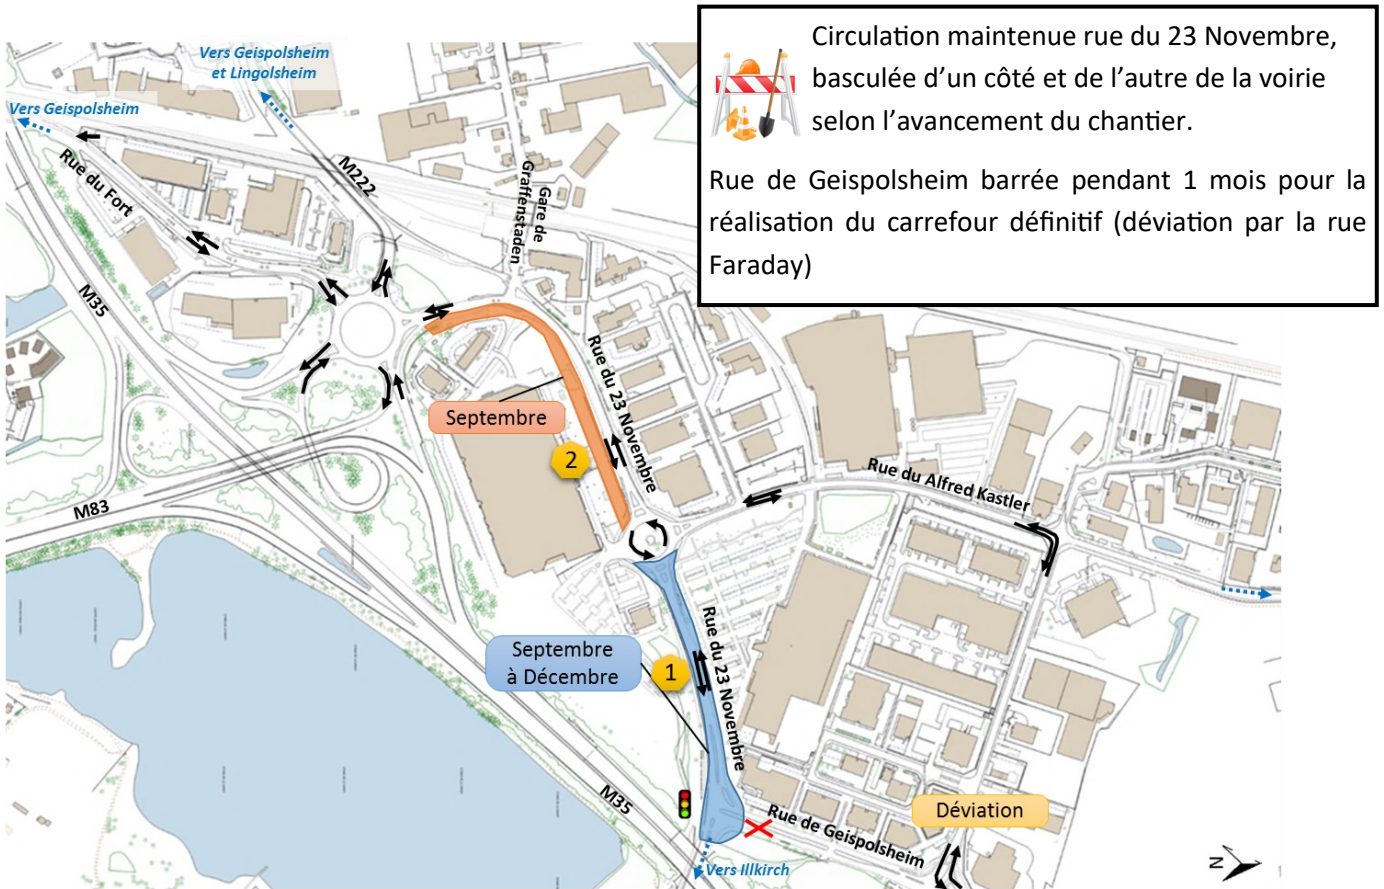 Circulation maintenue rue du 23 Novembre,
basculée d'un côté et de l'autre de la voirie
selon l'avancement du chantier.
Rue de Geispolsheim barrée pendant 1 mois pour la
réalisation du carrefour définitif (déviation par la rue
Faraday)
Vers Geispolsheim
et Lingolsheim
Vers Geispolsheim
Rue du Fort
M222
Gare de
Graffenstaden
M35
Rue du 23 Novembre
Septembre
2
Rue du Alfred Kastler
M83
Septembre
à Décembre
1
Rue du 23 Novembre
M35
Rue de Geispolsheim
Déviation
Vers Illkirch
N